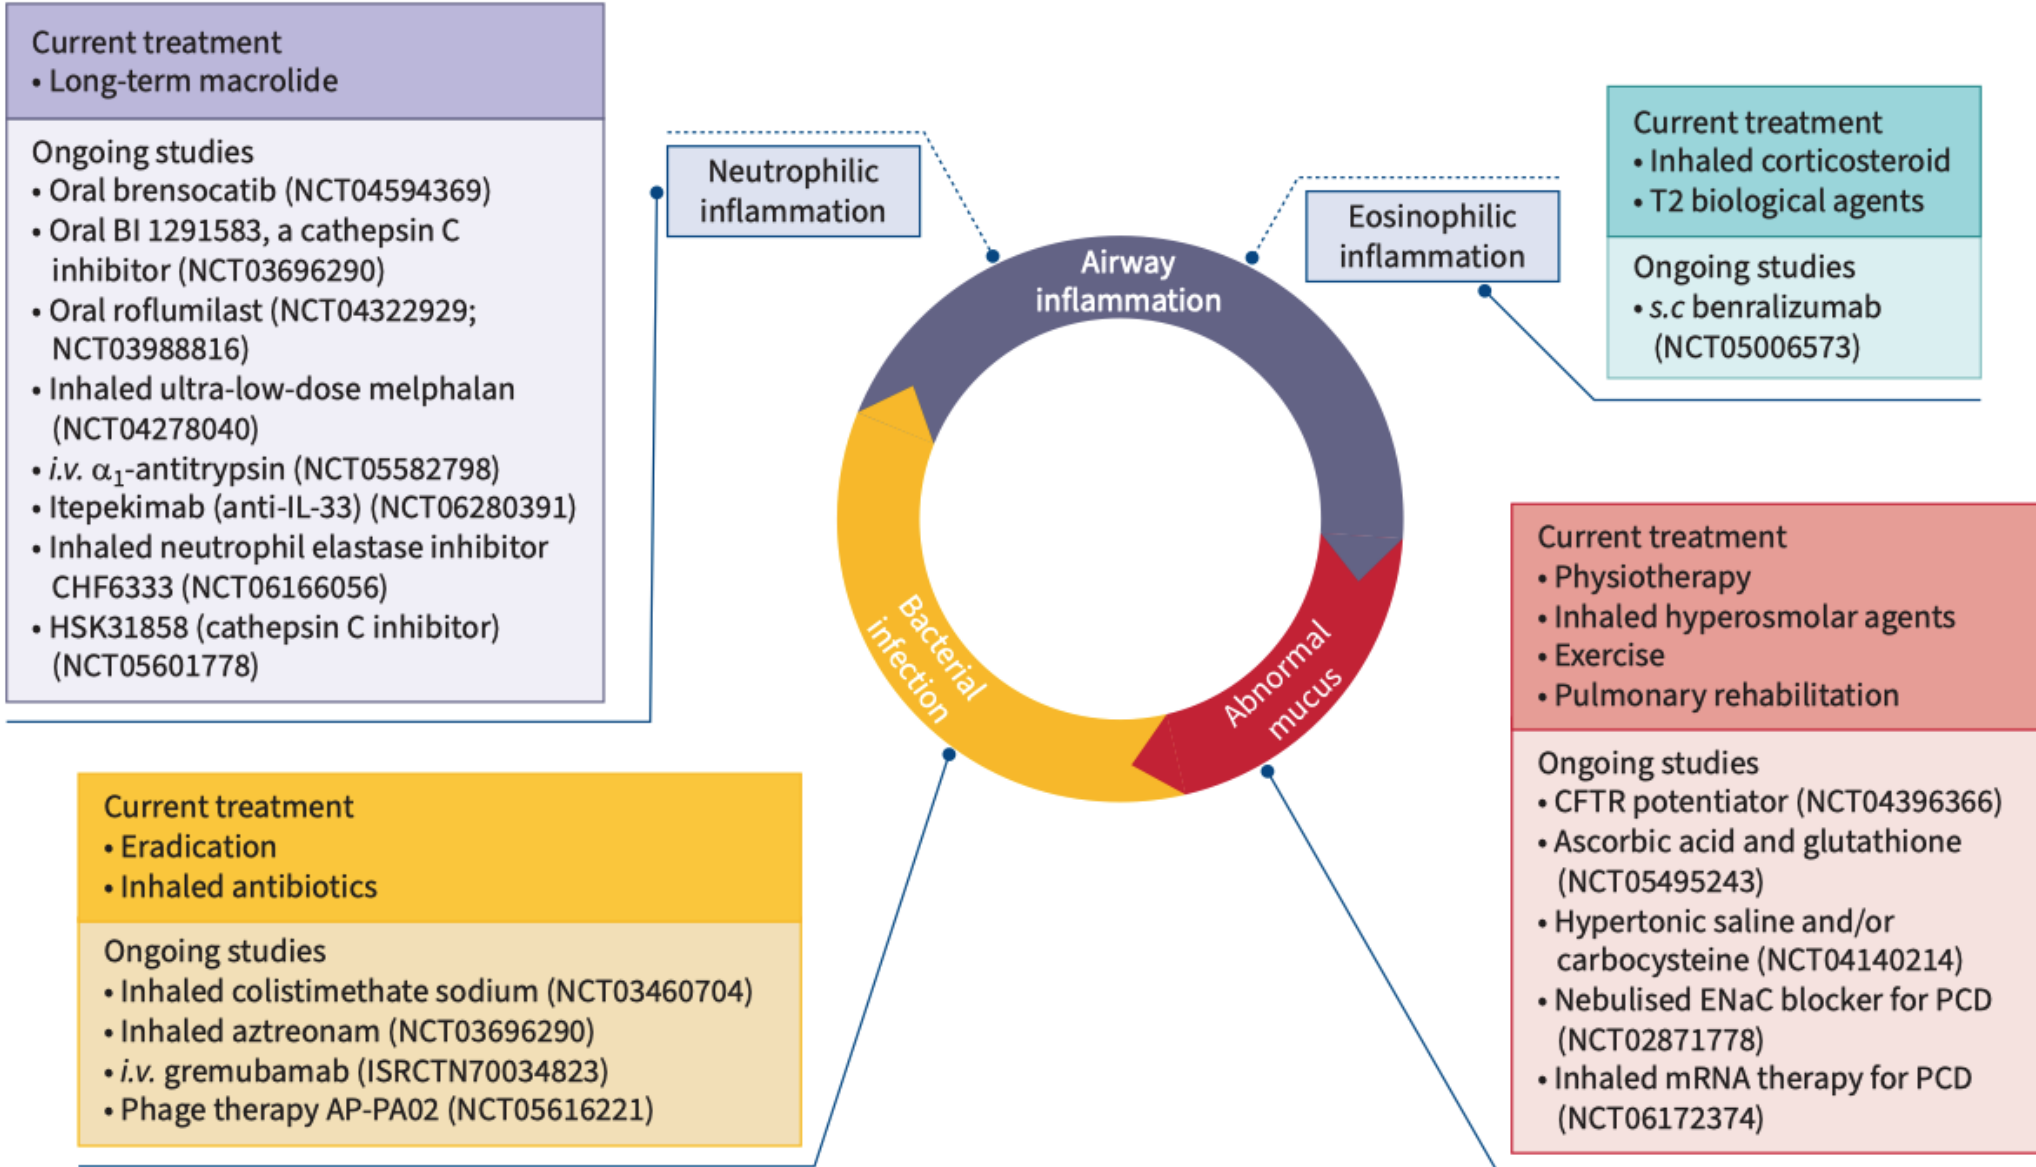 Current treatment
• Long-term macrolide
Ongoing studies
• Oral brensocatib (NCT04594369)
• Oral BI 1291583, a cathepsin C
inhibitor (NCT03696290)
• Oral roflumilast (NCT04322929;
NCT03988816)
• Inhaled ultra-low-dose melphalan
(NCT04278040)
• i.v. α₁-antitrypsin (NCT05582798)
• Itepekimab (anti-IL-33) (NCT06280391)
• Inhaled neutrophil elastase inhibitor
CHF6333 (NCT06166056)
• HSK31858 (cathepsin C inhibitor)
(NCT05601778)
Neutrophilic
inflammation
Airway
inflammation
Eosinophilic
inflammation
Current treatment
• Inhaled corticosteroid
• T2 biological agents
Ongoing studies
• s.c benralizumab
(NCT05006573)
Bacterial
infection
Abnormal
mucus
Current treatment
• Eradication
• Inhaled antibiotics
Ongoing studies
• Inhaled colistimethate sodium (NCT03460704)
• Inhaled aztreonam (NCT03696290)
• i.v. gremubamab (ISRCTN70034823)
• Phage therapy AP-PA02 (NCT05616221)
Current treatment
• Physiotherapy
• Inhaled hyperosmolar agents
• Exercise
• Pulmonary rehabilitation
Ongoing studies
• CFTR potentiator (NCT04396366)
• Ascorbic acid and glutathione
(NCT05495243)
• Hypertonic saline and/or
carbocysteine (NCT04140214)
• Nebulised ENaC blocker for PCD
(NCT02871778)
• Inhaled mRNA therapy for PCD
(NCT06172374)